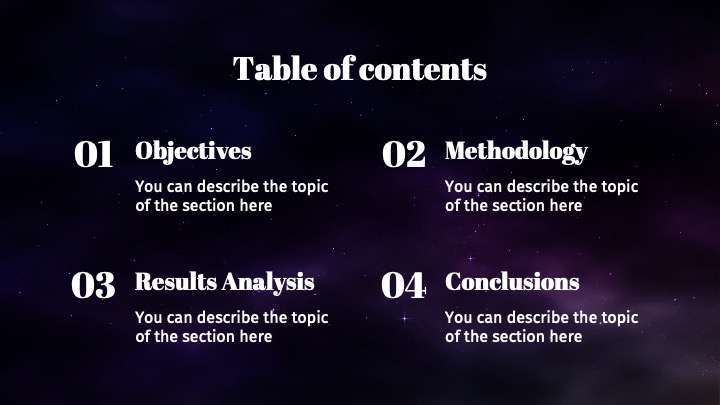 Table of contents
01 Objectives
You can describe the topic
of the section here
02 Methodology
You can describe the topic
of the section here
03 Results Analysis
You can describe the topic
of the section here
04 Conclusions
You can describe the topic
of the section here